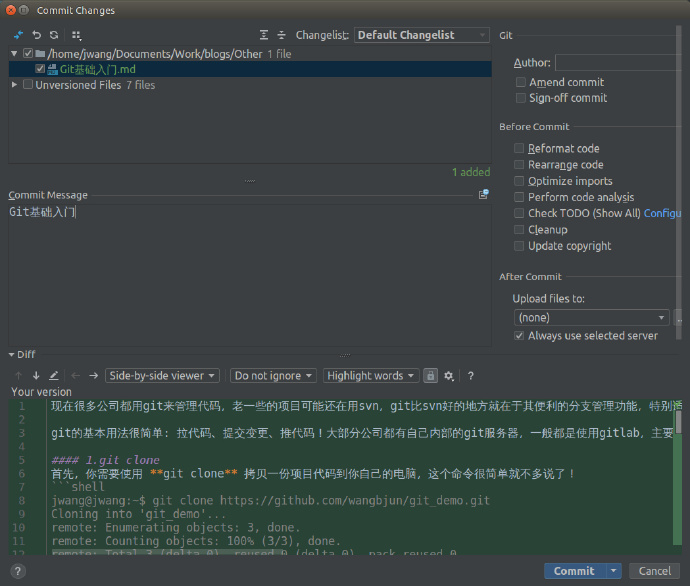 Commit Changes
Changelist: Default Changelist
/home/jwang/Documents/Work/blogs/Other 1 file
Git基础入门.md
Unversioned Files 7 files
1 added
Commit Message
Git基础入门
Git
Author:
Amend commit
Sign-off commit
Before Commit
Reformat code
Rearrange code
Optimize imports
Perform code analysis
Check TODO (Show All) Configu
Cleanup
Update copyright
After Commit
Upload files to:
(none)
Always use selected server
Diff
Side-by-side viewer Do not ignore Highlight words ?
Your version
1 现在很多公司都用git来管理代码，老一些的项目可能还在用svn，git比svn好的地方就在于其便利的分支管理功能，特别
2
3 git的基本用法很简单: 拉代码、提交变更、推代码！大部分公司都有自己内部的git服务器，一般都是使用gitlab，主要
4
5 #### 1.git clone
6 首先，你需要使用 **git clone** 拷贝一份项目代码到你自己的电脑，这个命令很简单就不多说了！
7 ```shell
8 jwang@jwang:~$ git clone https://github.com/wangbjun/git_demo.git
9 Cloning into 'git_demo'...
10 remote: Enumerating objects: 3, done.
11 remote: Counting objects: 100% (3/3), done.
12 remote: Total 3 (delta 0), reused 0 (delta 0), pack-reused 0
? Commit Cancel